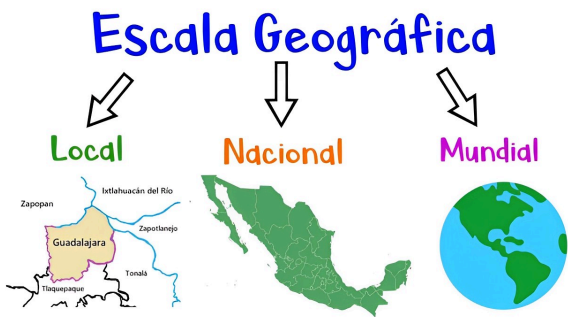 Escala Geográfica
Local
Nacional
Mundial
Ixtlahuacán del Río
Zapopan
Zapotlanejo
Guadalajara
Tonalá
Tlaquepaque